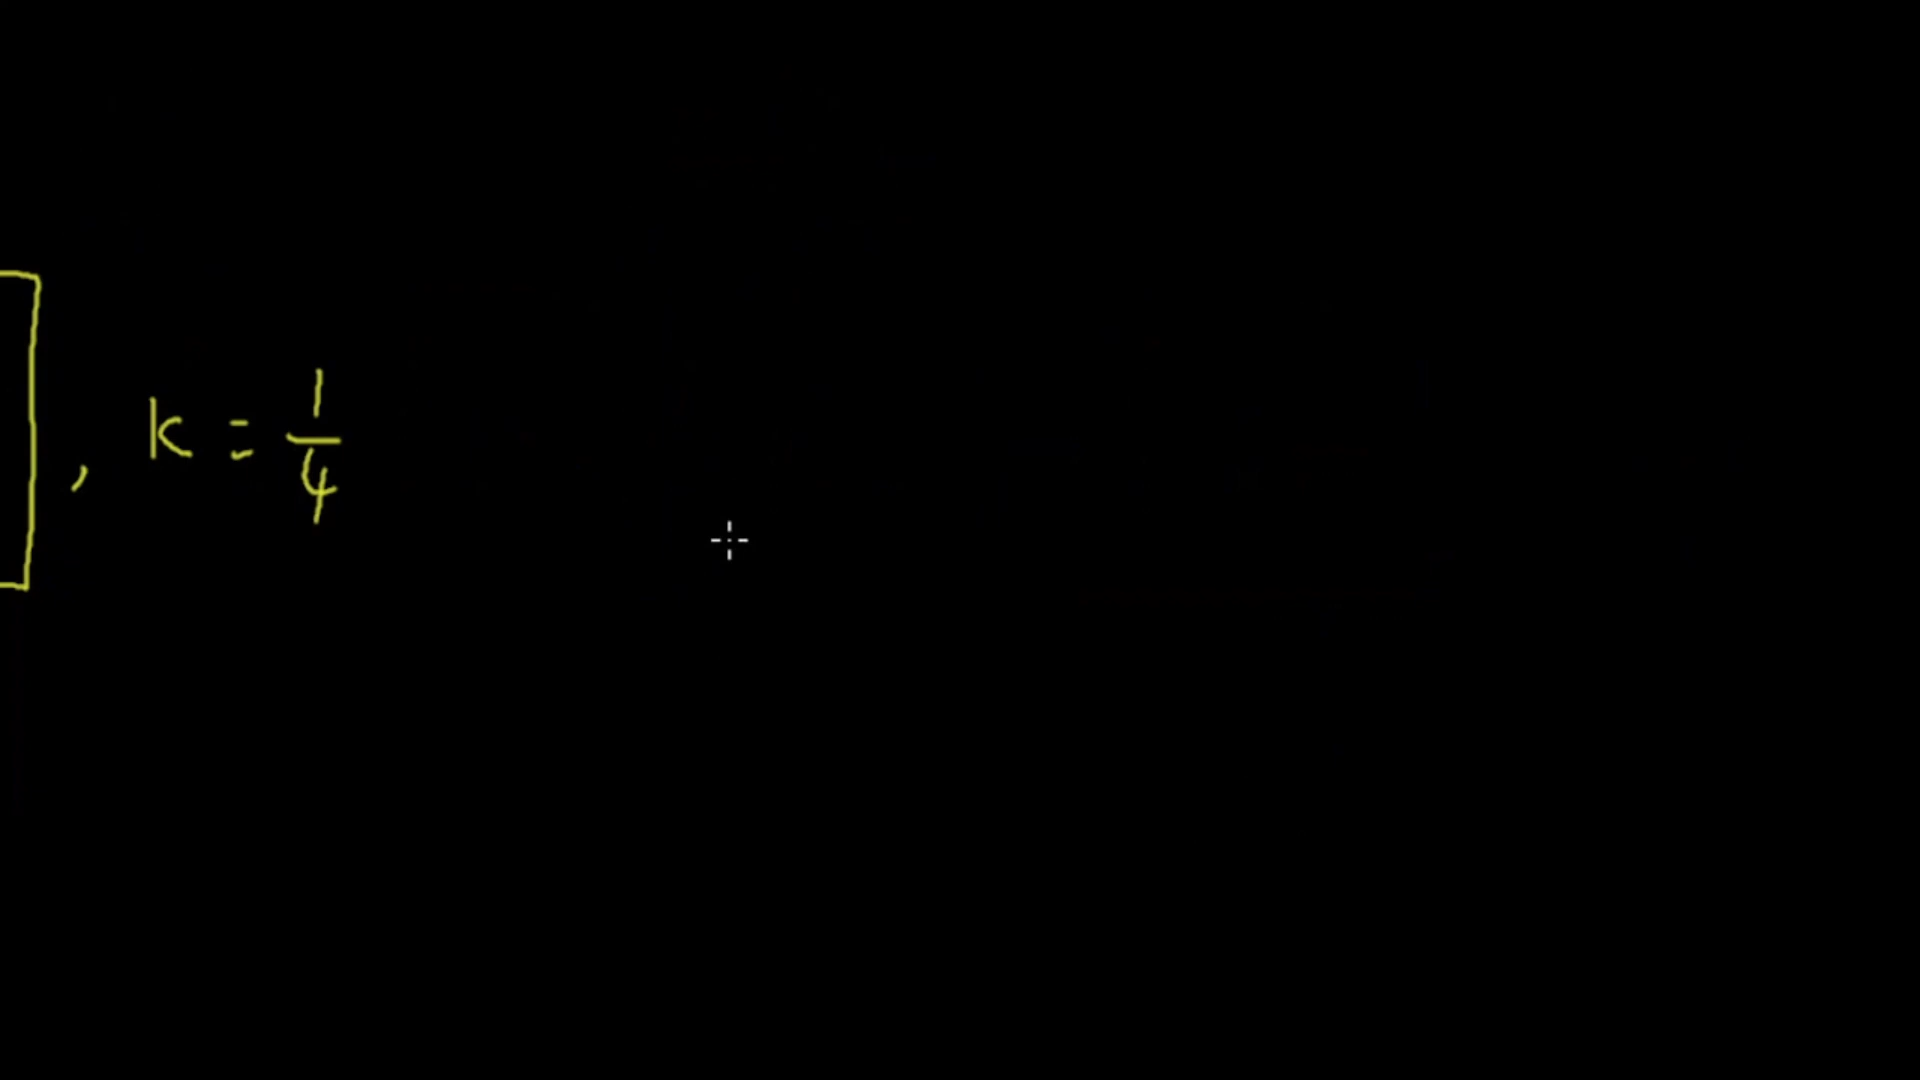 , k = 1/4